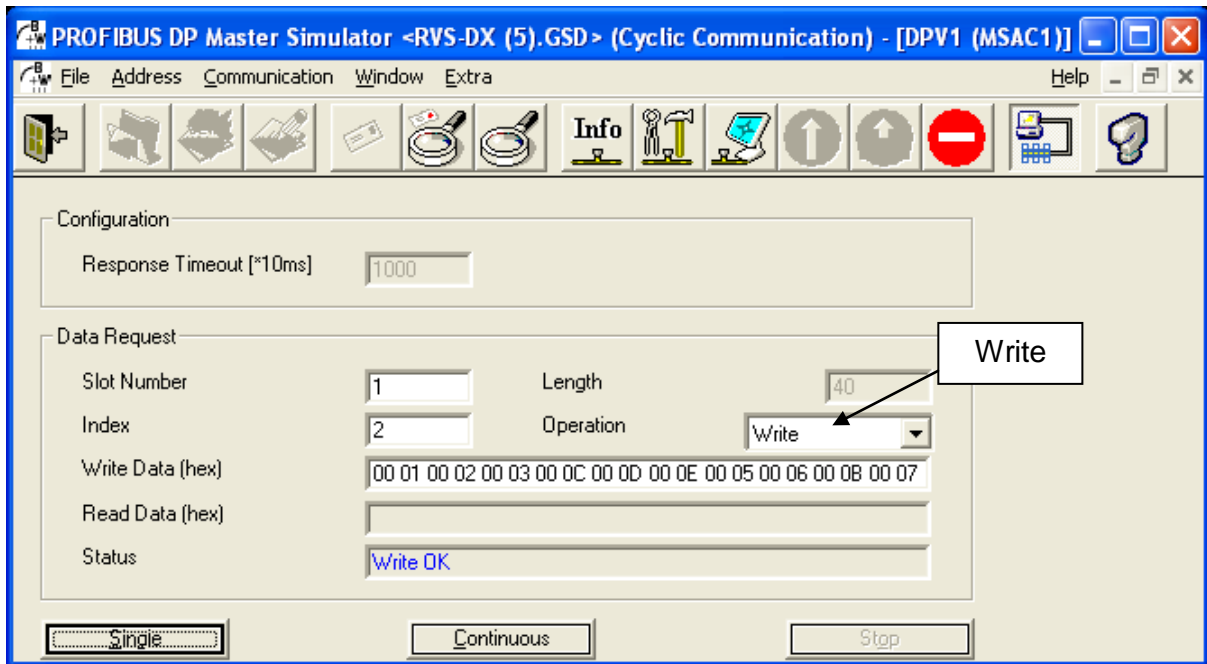 PROFIBUS DP Master Simulator <RVS-DX (5).GSD> (Cyclic Communication) - [DPV1 (MSAC1)]
File Address Communication Window Extra Help
Info
Configuration
Response Timeout [*10ms] 1000
Data Request
Write
Slot Number 1 Length 40
Index 2 Operation Write
Write Data (hex) 00 01 00 02 00 03 00 0C 00 0D 00 0E 00 05 00 06 00 0B 00 07
Read Data (hex)
Status Write OK
Single Continuous Stop